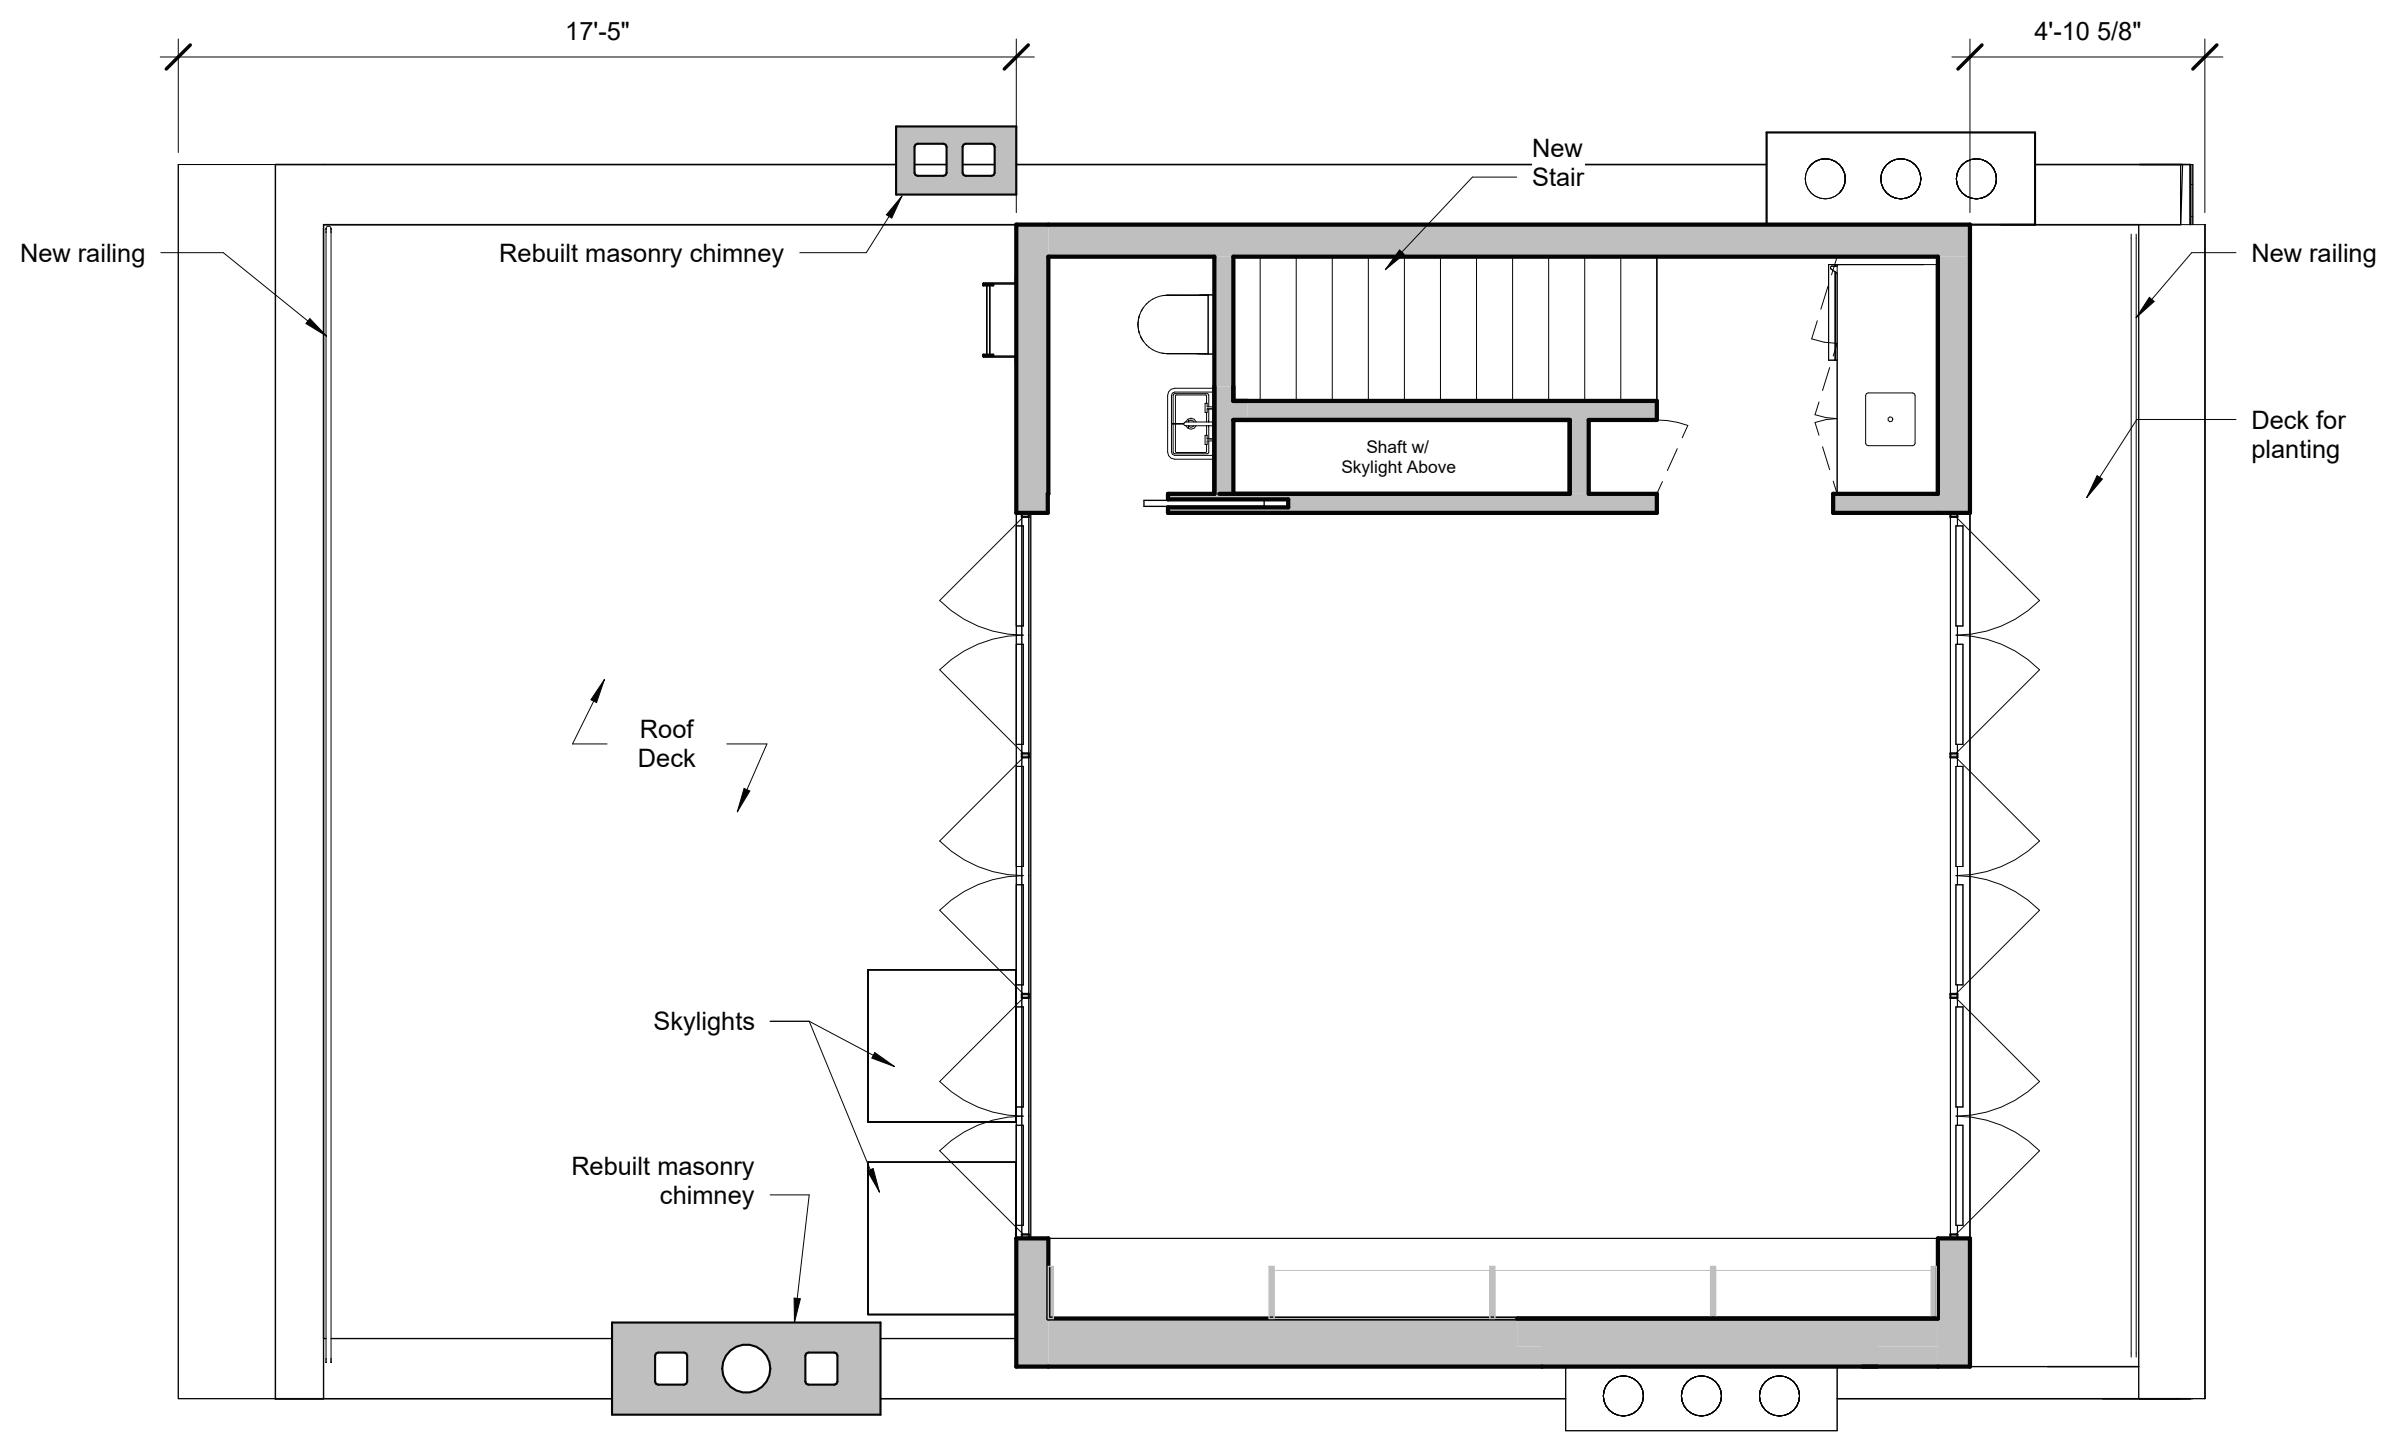 17'-5"
4'-10 5/8"
New
Stair
New railing
Rebuilt masonry chimney
New railing
Deck for
planting
Shaft w/
Skylight Above
Roof
Deck
Skylights
Rebuilt masonry
chimney